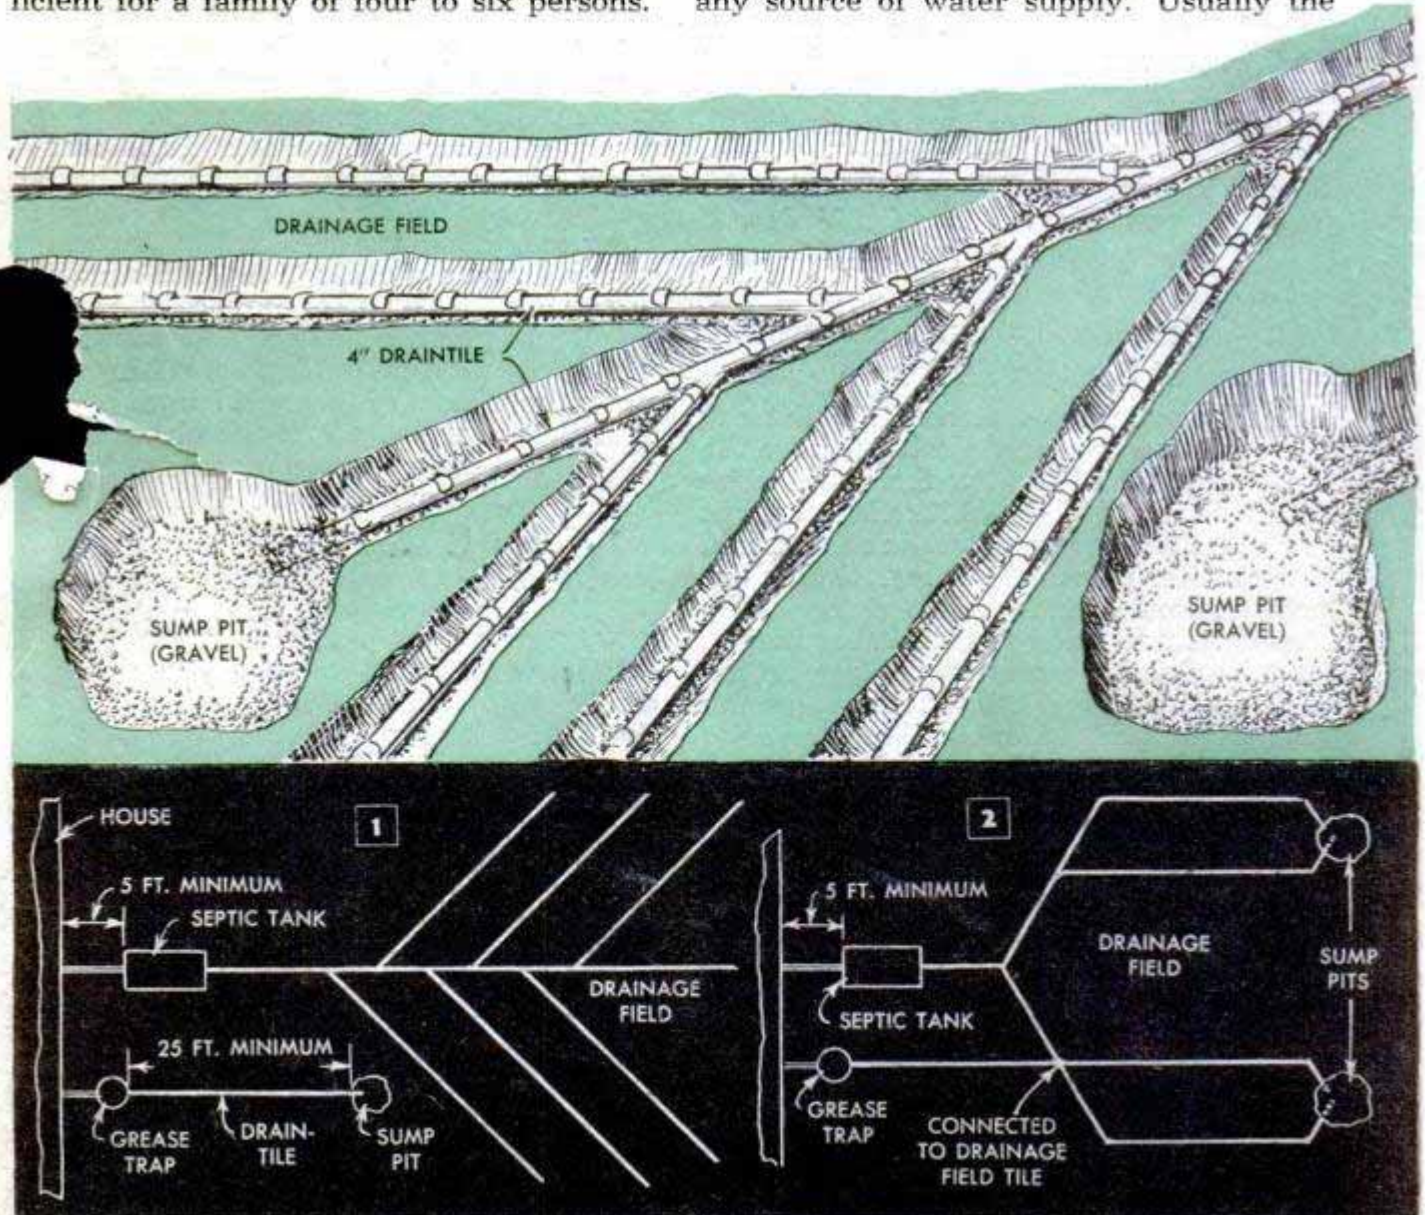 ficient for a family of four to six persons.
any source of water supply. Usually the
DRAINAGE FIELD
4" DRAINTILE
SUMP PIT
(GRAVEL)
SUMP PIT
(GRAVEL)
HOUSE
1
5 FT. MINIMUM
SEPTIC TANK
DRAINAGE
FIELD
25 FT. MINIMUM
GREASE
TRAP
DRAIN-
TILE
SUMP
PIT
2
5 FT. MINIMUM
SEPTIC TANK
DRAINAGE
FIELD
SUMP
PITS
GREASE
TRAP
CONNECTED
TO DRAINAGE
FIELD TILE